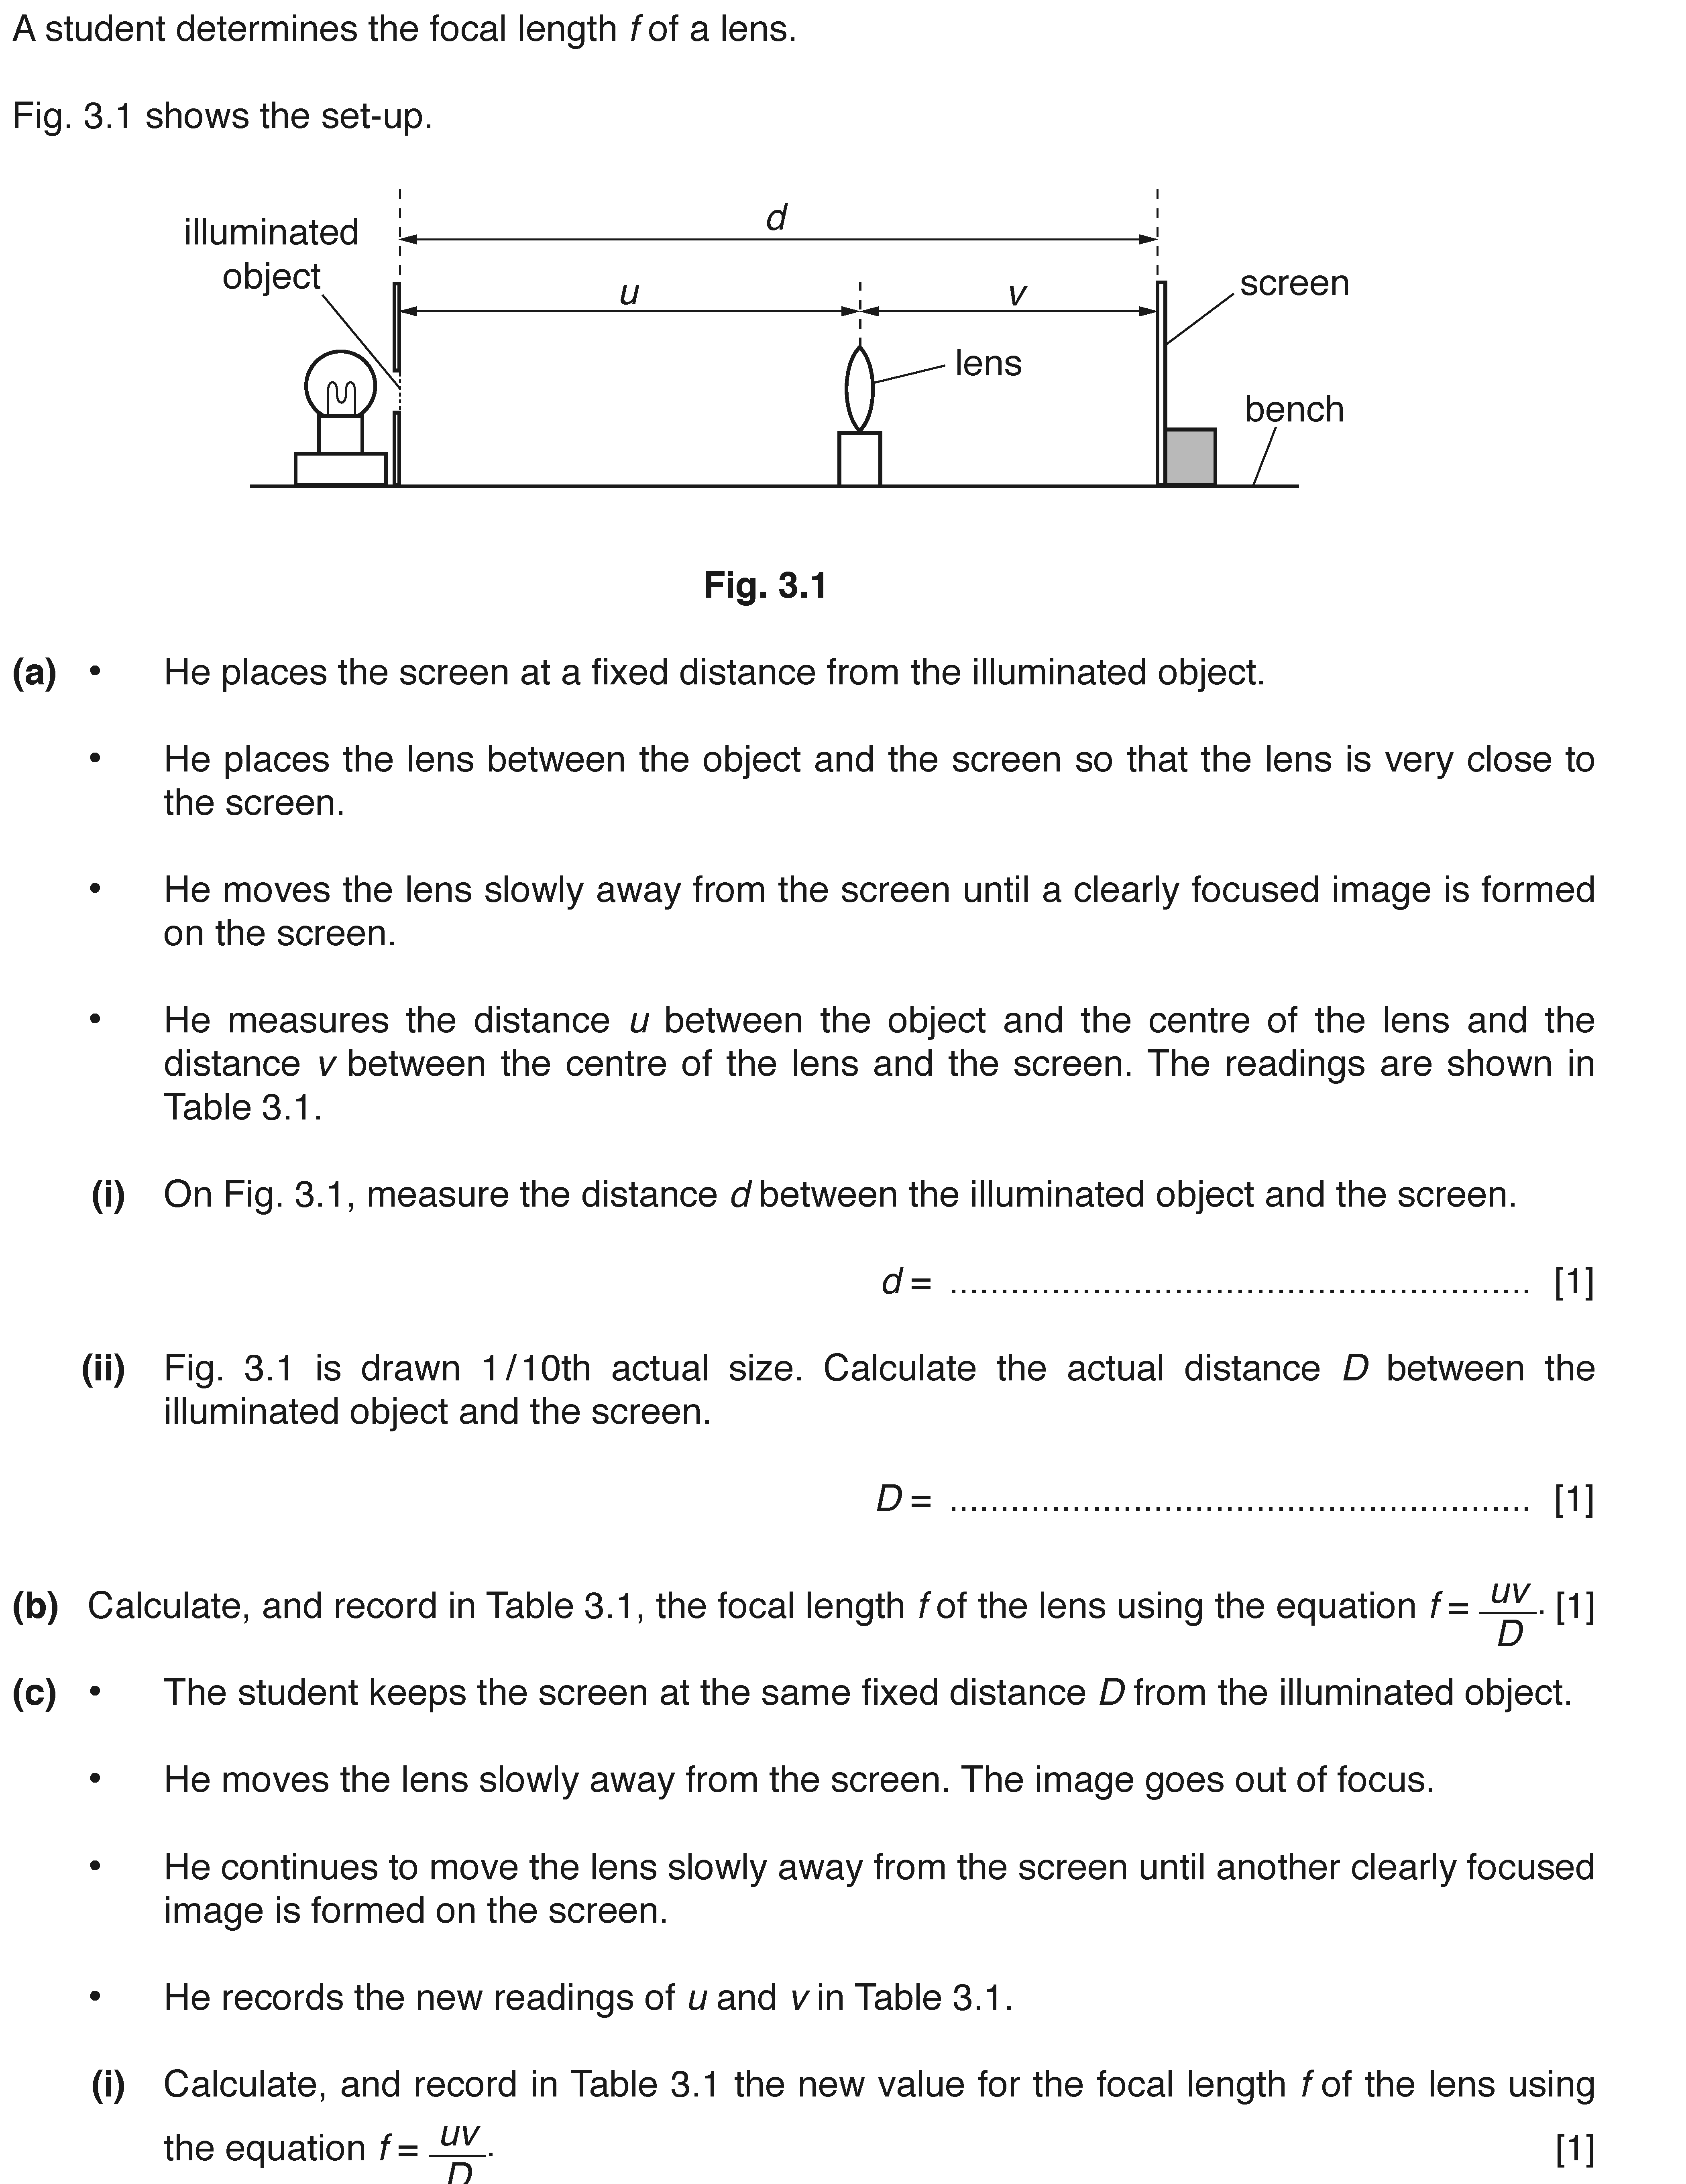 A student determines the focal length f of a lens.
Fig. 3.1 shows the set-up.
d
illuminated
object
u
v
screen
lens
bench
Fig. 3.1
(a) • He places the screen at a fixed distance from the illuminated object.
• He places the lens between the object and the screen so that the lens is very close to
the screen.
• He moves the lens slowly away from the screen until a clearly focused image is formed
on the screen.
• He measures the distance u between the object and the centre of the lens and the
distance v between the centre of the lens and the screen. The readings are shown in
Table 3.1.
(i) On Fig. 3.1, measure the distance d between the illuminated object and the screen.
d = ......................................................... [1]
(ii) Fig. 3.1 is drawn 1/10th actual size. Calculate the actual distance D between the
illuminated object and the screen.
D = ......................................................... [1]
(b) Calculate, and record in Table 3.1, the focal length f of the lens using the equation f = uv/D. [1]
(c) • The student keeps the screen at the same fixed distance D from the illuminated object.
• He moves the lens slowly away from the screen. The image goes out of focus.
• He continues to move the lens slowly away from the screen until another clearly focused
image is formed on the screen.
• He records the new readings of u and v in Table 3.1.
(i) Calculate, and record in Table 3.1 the new value for the focal length f of the lens using
the equation f = uv/D. [1]